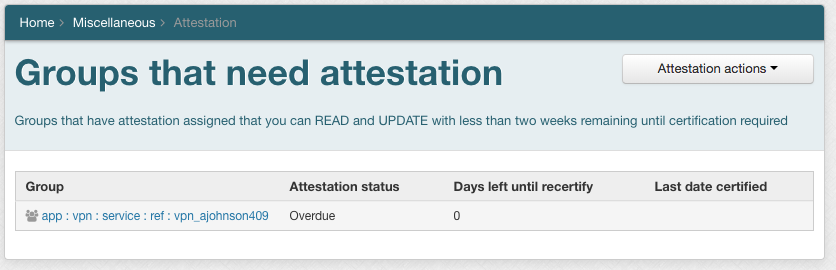 Home > Miscellaneous > Attestation
Groups that need attestation
Attestation actions
Groups that have attestation assigned that you can READ and UPDATE with less than two weeks remaining until certification required
Group Attestation status Days left until recertify Last date certified
app : vpn : service : ref : vpn_ajohnson409 Overdue 0